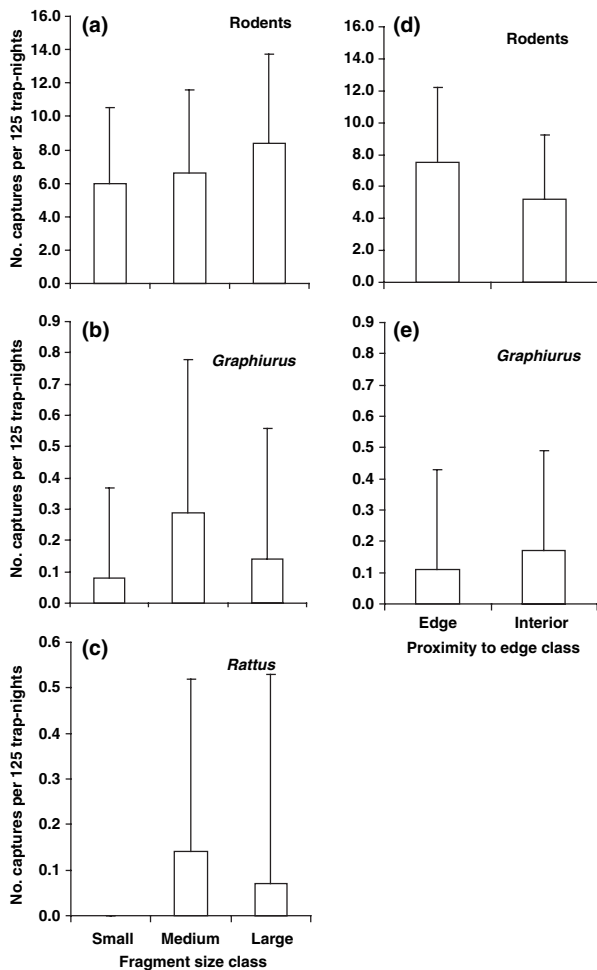 (a)
Rodents
No. captures per 125 trap-nights
16.0
14.0
12.0
10.0
8.0
6.0
4.0
2.0
0.0
(d)
Rodents
16.0
14.0
12.0
10.0
8.0
6.0
4.0
2.0
0.0
(b)
Graphiurus
No. captures per 125 trap-nights
0.9
0.8
0.7
0.6
0.5
0.4
0.3
0.2
0.1
0.0
(e)
Graphiurus
0.9
0.8
0.7
0.6
0.5
0.4
0.3
0.2
0.1
0.0
Edge Interior
Proximity to edge class
(c)
Rattus
No. captures per 125 trap-nights
0.6
0.5
0.4
0.3
0.2
0.1
0.0
Small Medium Large
Fragment size class